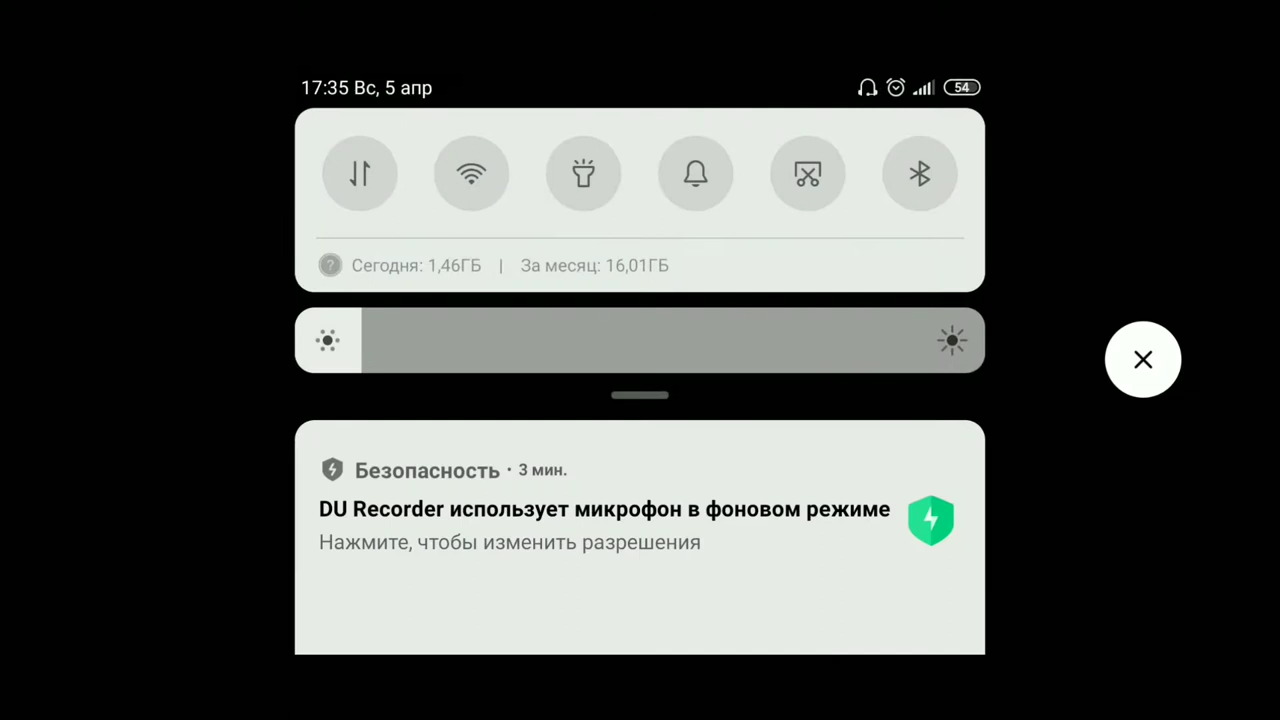 17:35 Вс, 5 апр
54
Сегодня: 1,46ГБ | За месяц: 16,01ГБ
Безопасность · 3 мин.
DU Recorder использует микрофон в фоновом режиме
Нажмите, чтобы изменить разрешения